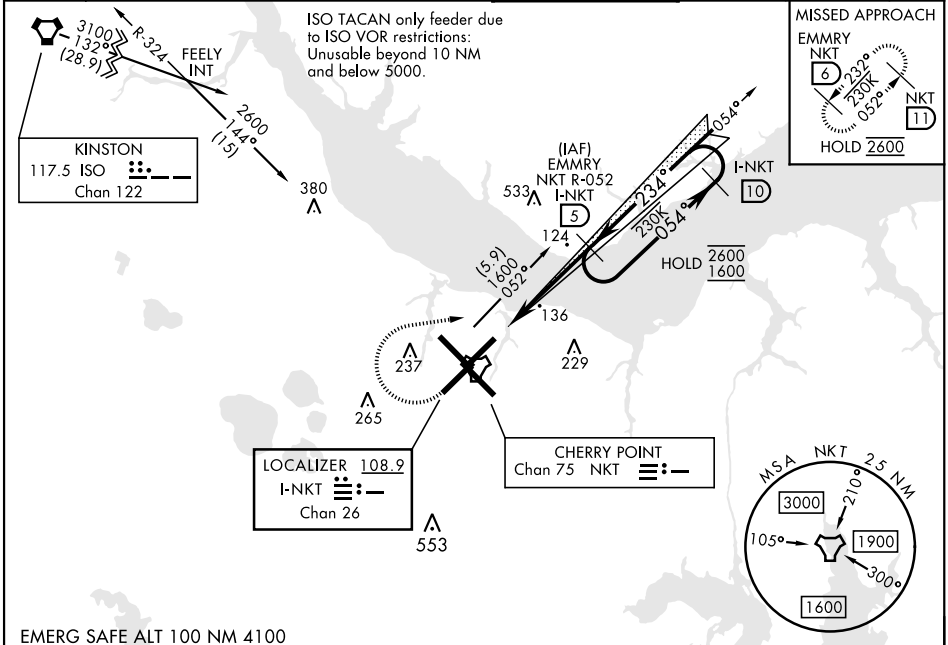 3100
132°
(28.9)
R-324
FEELY
INT
2600
144°
(15)
ISO TACAN only feeder due
to ISO VOR restrictions:
Unusable beyond 10 NM
and below 5000.
MISSED APPROACH
EMMRY
NKT
6
232°
230K
052°
NKT
11
HOLD 2600
KINSTON
117.5 ISO
Chan 122
380
533
(IAF)
EMMRY
NKT R-052
I-NKT
5
124
054°
234°
230K
054°
I-NKT
10
HOLD 2600
1600
(5.9)
1600
052°
136
237
229
265
LOCALIZER 108.9
I-NKT
Chan 26
CHERRY POINT
Chan 75 NKT
553
MSA NKT 25 NM
3000
210°
105°
1900
300°
1600
EMERG SAFE ALT 100 NM 4100